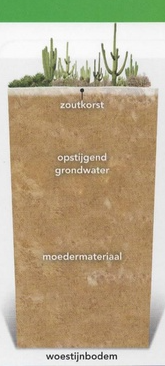 zoutkorst
opstijgend
grondwater
moedermateriaal
woestijnbodem